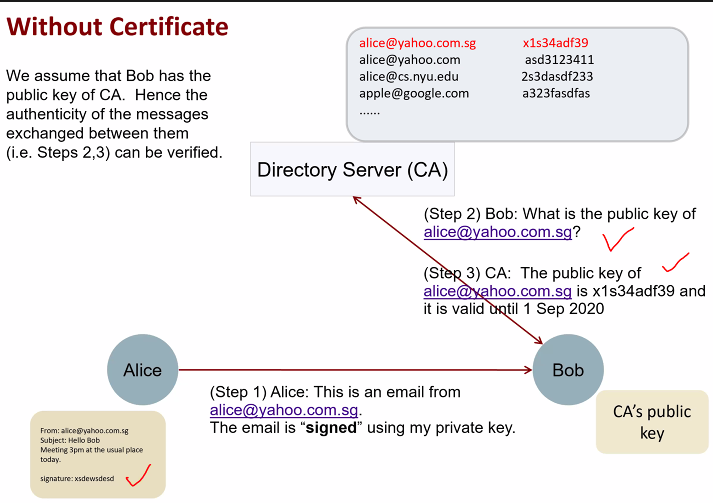 Without Certificate
We assume that Bob has the
public key of CA. Hence the
authenticity of the messages
exchanged between them
(i.e. Steps 2,3) can be verified.
alice@yahoo.com.sg x1s34adf39
alice@yahoo.com asd3123411
alice@cs.nyu.edu 2s3dasdf233
apple@google.com a323fasdfas
......
Directory Server (CA)
(Step 2) Bob: What is the public key of
alice@yahoo.com.sg?
(Step 3) CA: The public key of
alice@yahoo.com.sg is x1s34adf39 and
it is valid until 1 Sep 2020
Alice
Bob
(Step 1) Alice: This is an email from
alice@yahoo.com.sg.
The email is “signed” using my private key.
CA’s public
key
From: alice@yahoo.com.sg
Subject: Hello Bob
Meeting 3pm at the usual place
today.
signature: xsdewsdesd